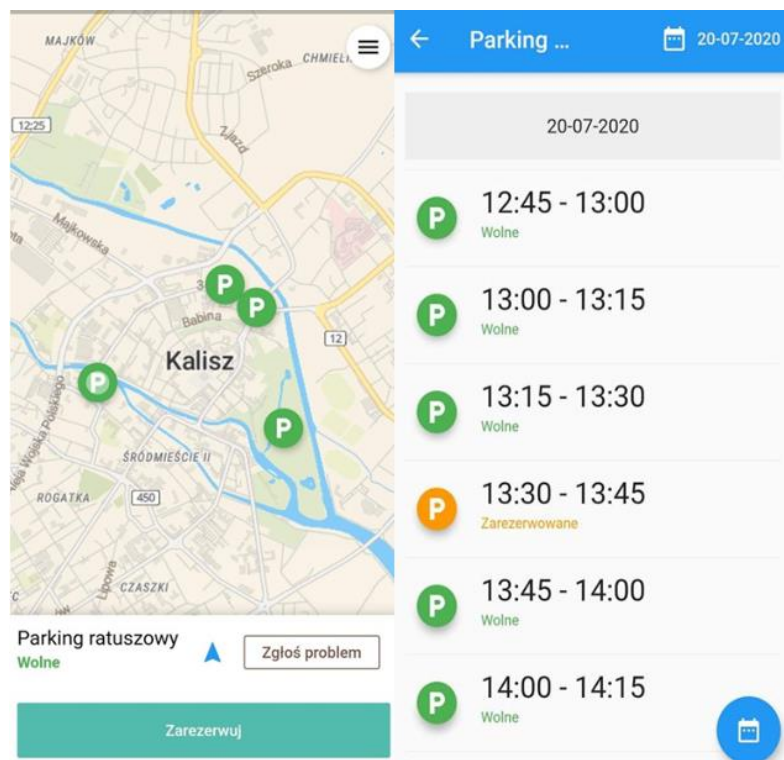 MAJKÓW
Szeroka
CHMIEL
12;25
Zjazd
Majkowska
P
3
P
Babina
12
Kalisz
P
P
ŚRÓDMIEŚCIE II
ROGATKA
450
Lipowa
CZASZKI
Parking ratuszowy
Wolne
Zgłoś problem
Zarezerwuj
Parking ...
20-07-2020
20-07-2020
P
12:45 - 13:00
Wolne
P
13:00 - 13:15
Wolne
P
13:15 - 13:30
Wolne
P
13:30 - 13:45
Zarezerwowane
P
13:45 - 14:00
Wolne
P
14:00 - 14:15
Wolne